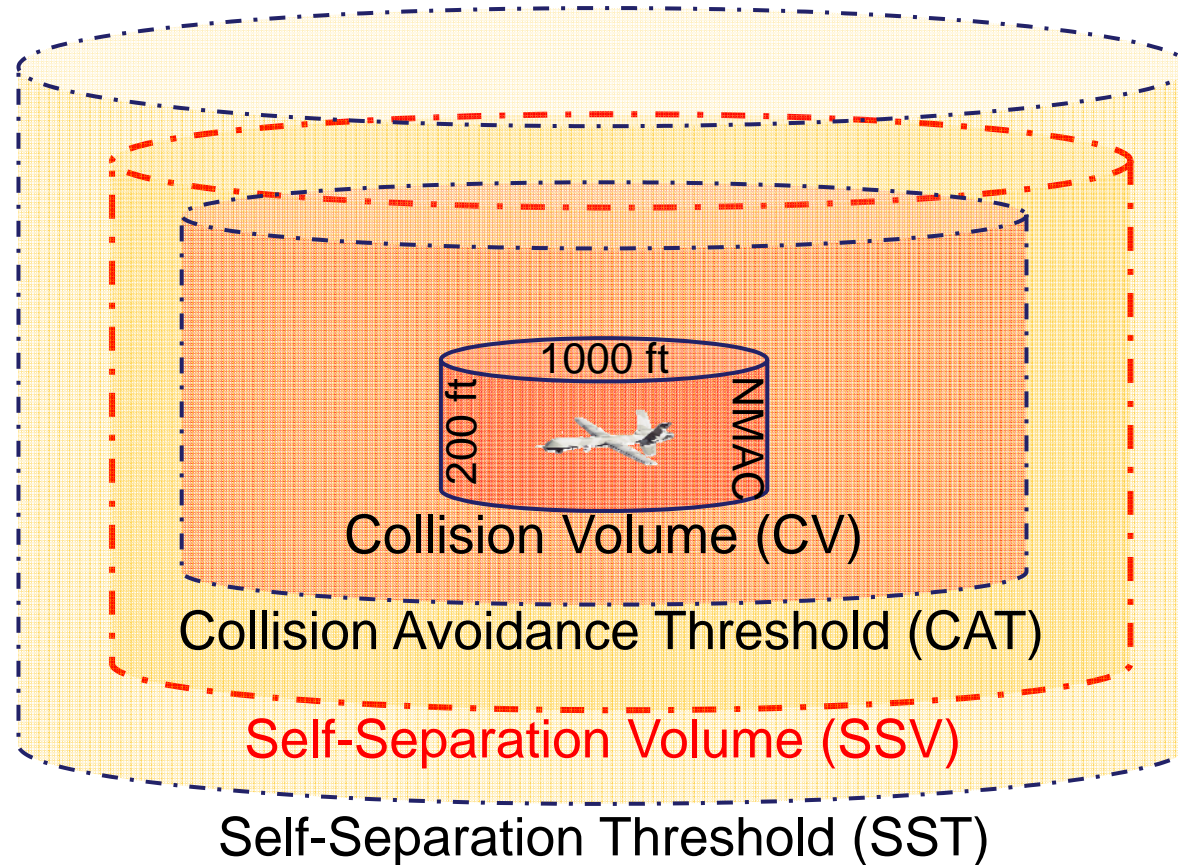 1000 ft
200 ft
NMAC
Collision Volume (CV)
Collision Avoidance Threshold (CAT)
Self-Separation Volume (SSV)
Self-Separation Threshold (SST)